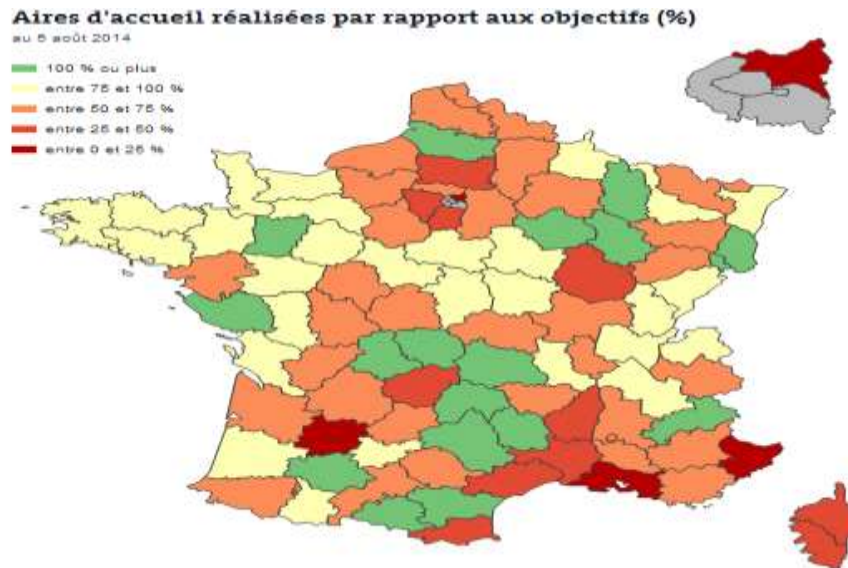 Aires d'accueil réalisées par rapport aux objectifs (%)
au 5 août 2014
100 % ou plus
entre 75 et 100 %
entre 50 et 75 %
entre 25 et 50 %
entre 0 et 25 %